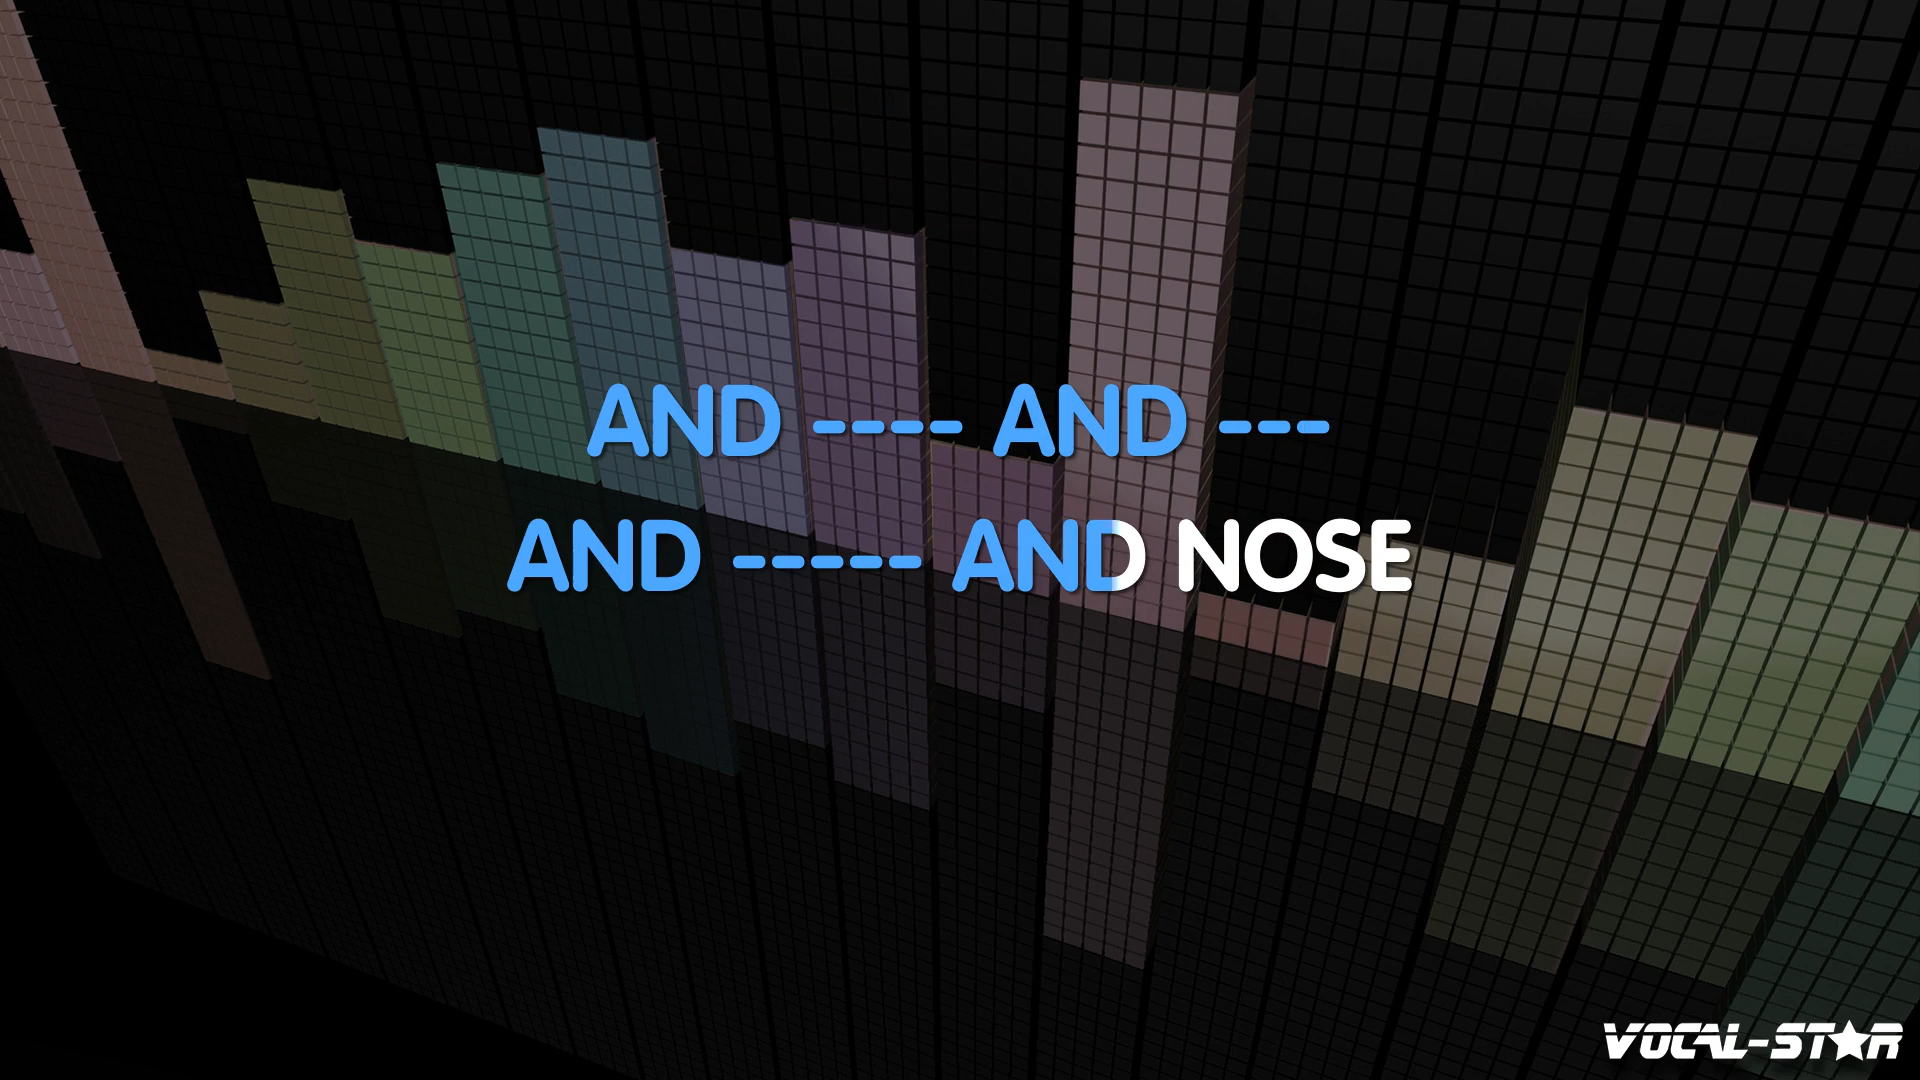 AND ---- AND ---
AND ----- AND NOSE
VOCAL-STAR